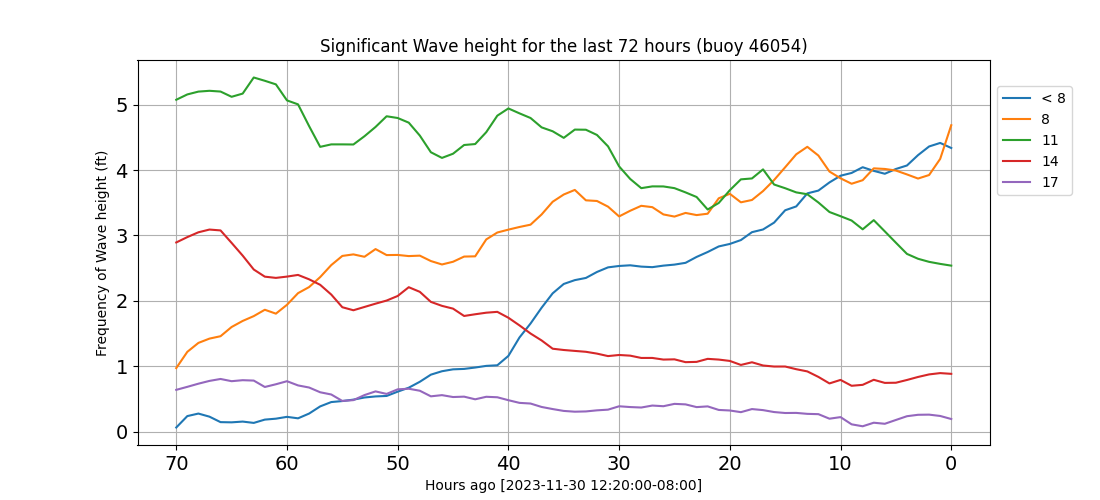 Significant Wave height for the last 72 hours (buoy 46054)
Frequency of Wave height (ft)
5
4
3
2
1
0
70 60 50 40 30 20 10 0
Hours ago [2023-11-30 12:20:00-08:00]
< 8
8
11
14
17